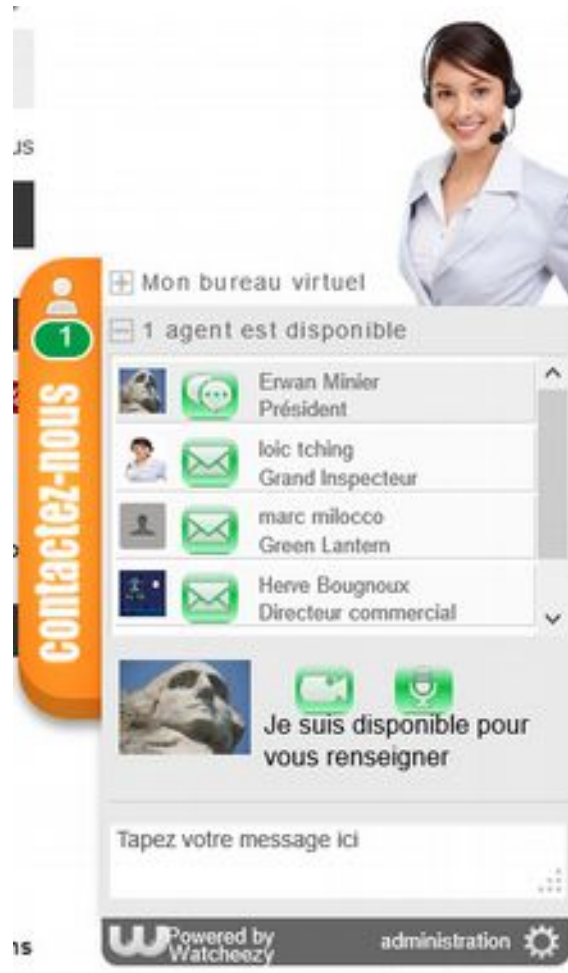 us
Mon bureau virtuel
1 agent est disponible
1
contactez-nous
Erwan Minier
Président
loic tching
Grand Inspecteur
marc milocco
Green Lantern
Herve Bougnoux
Directeur commercial
Je suis disponible pour
vous renseigner
Tapez votre message ici
ns
Powered by
Watcheezy
administration